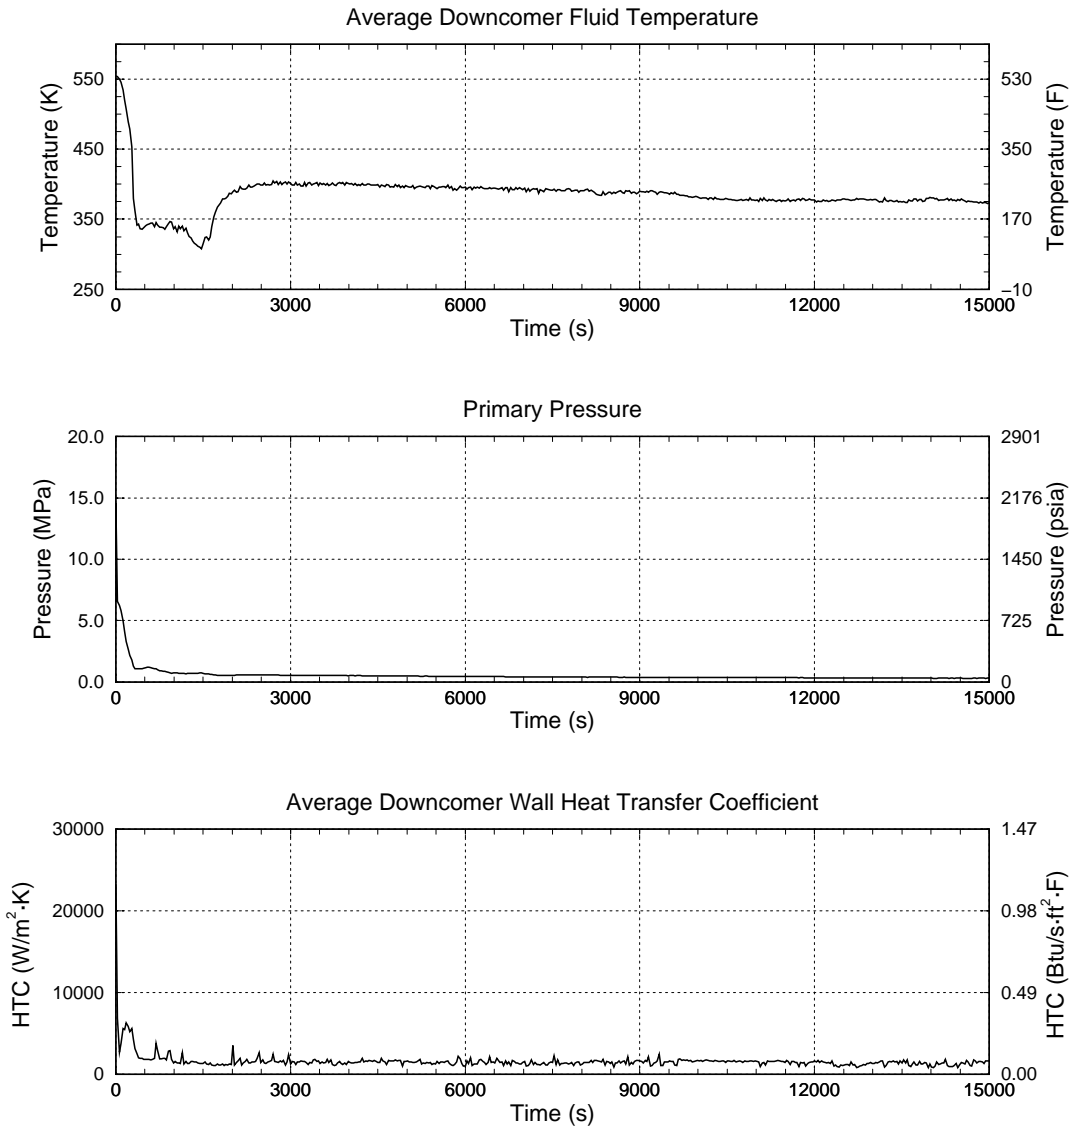 Average Downcomer Fluid Temperature
Temperature (K)
550
450
350
250
530
350
170
–10
Temperature (F)
0 3000 6000 9000 12000 15000
Time (s)
Primary Pressure
Pressure (MPa)
20.0
15.0
10.0
5.0
0.0
2901
2176
1450
725
0
Pressure (psia)
0 3000 6000 9000 12000 15000
Time (s)
Average Downcomer Wall Heat Transfer Coefficient
HTC (W/m²·K)
30000
20000
10000
0
1.47
0.98
0.49
0.00
HTC (Btu/s·ft²·F)
0 3000 6000 9000 12000 15000
Time (s)